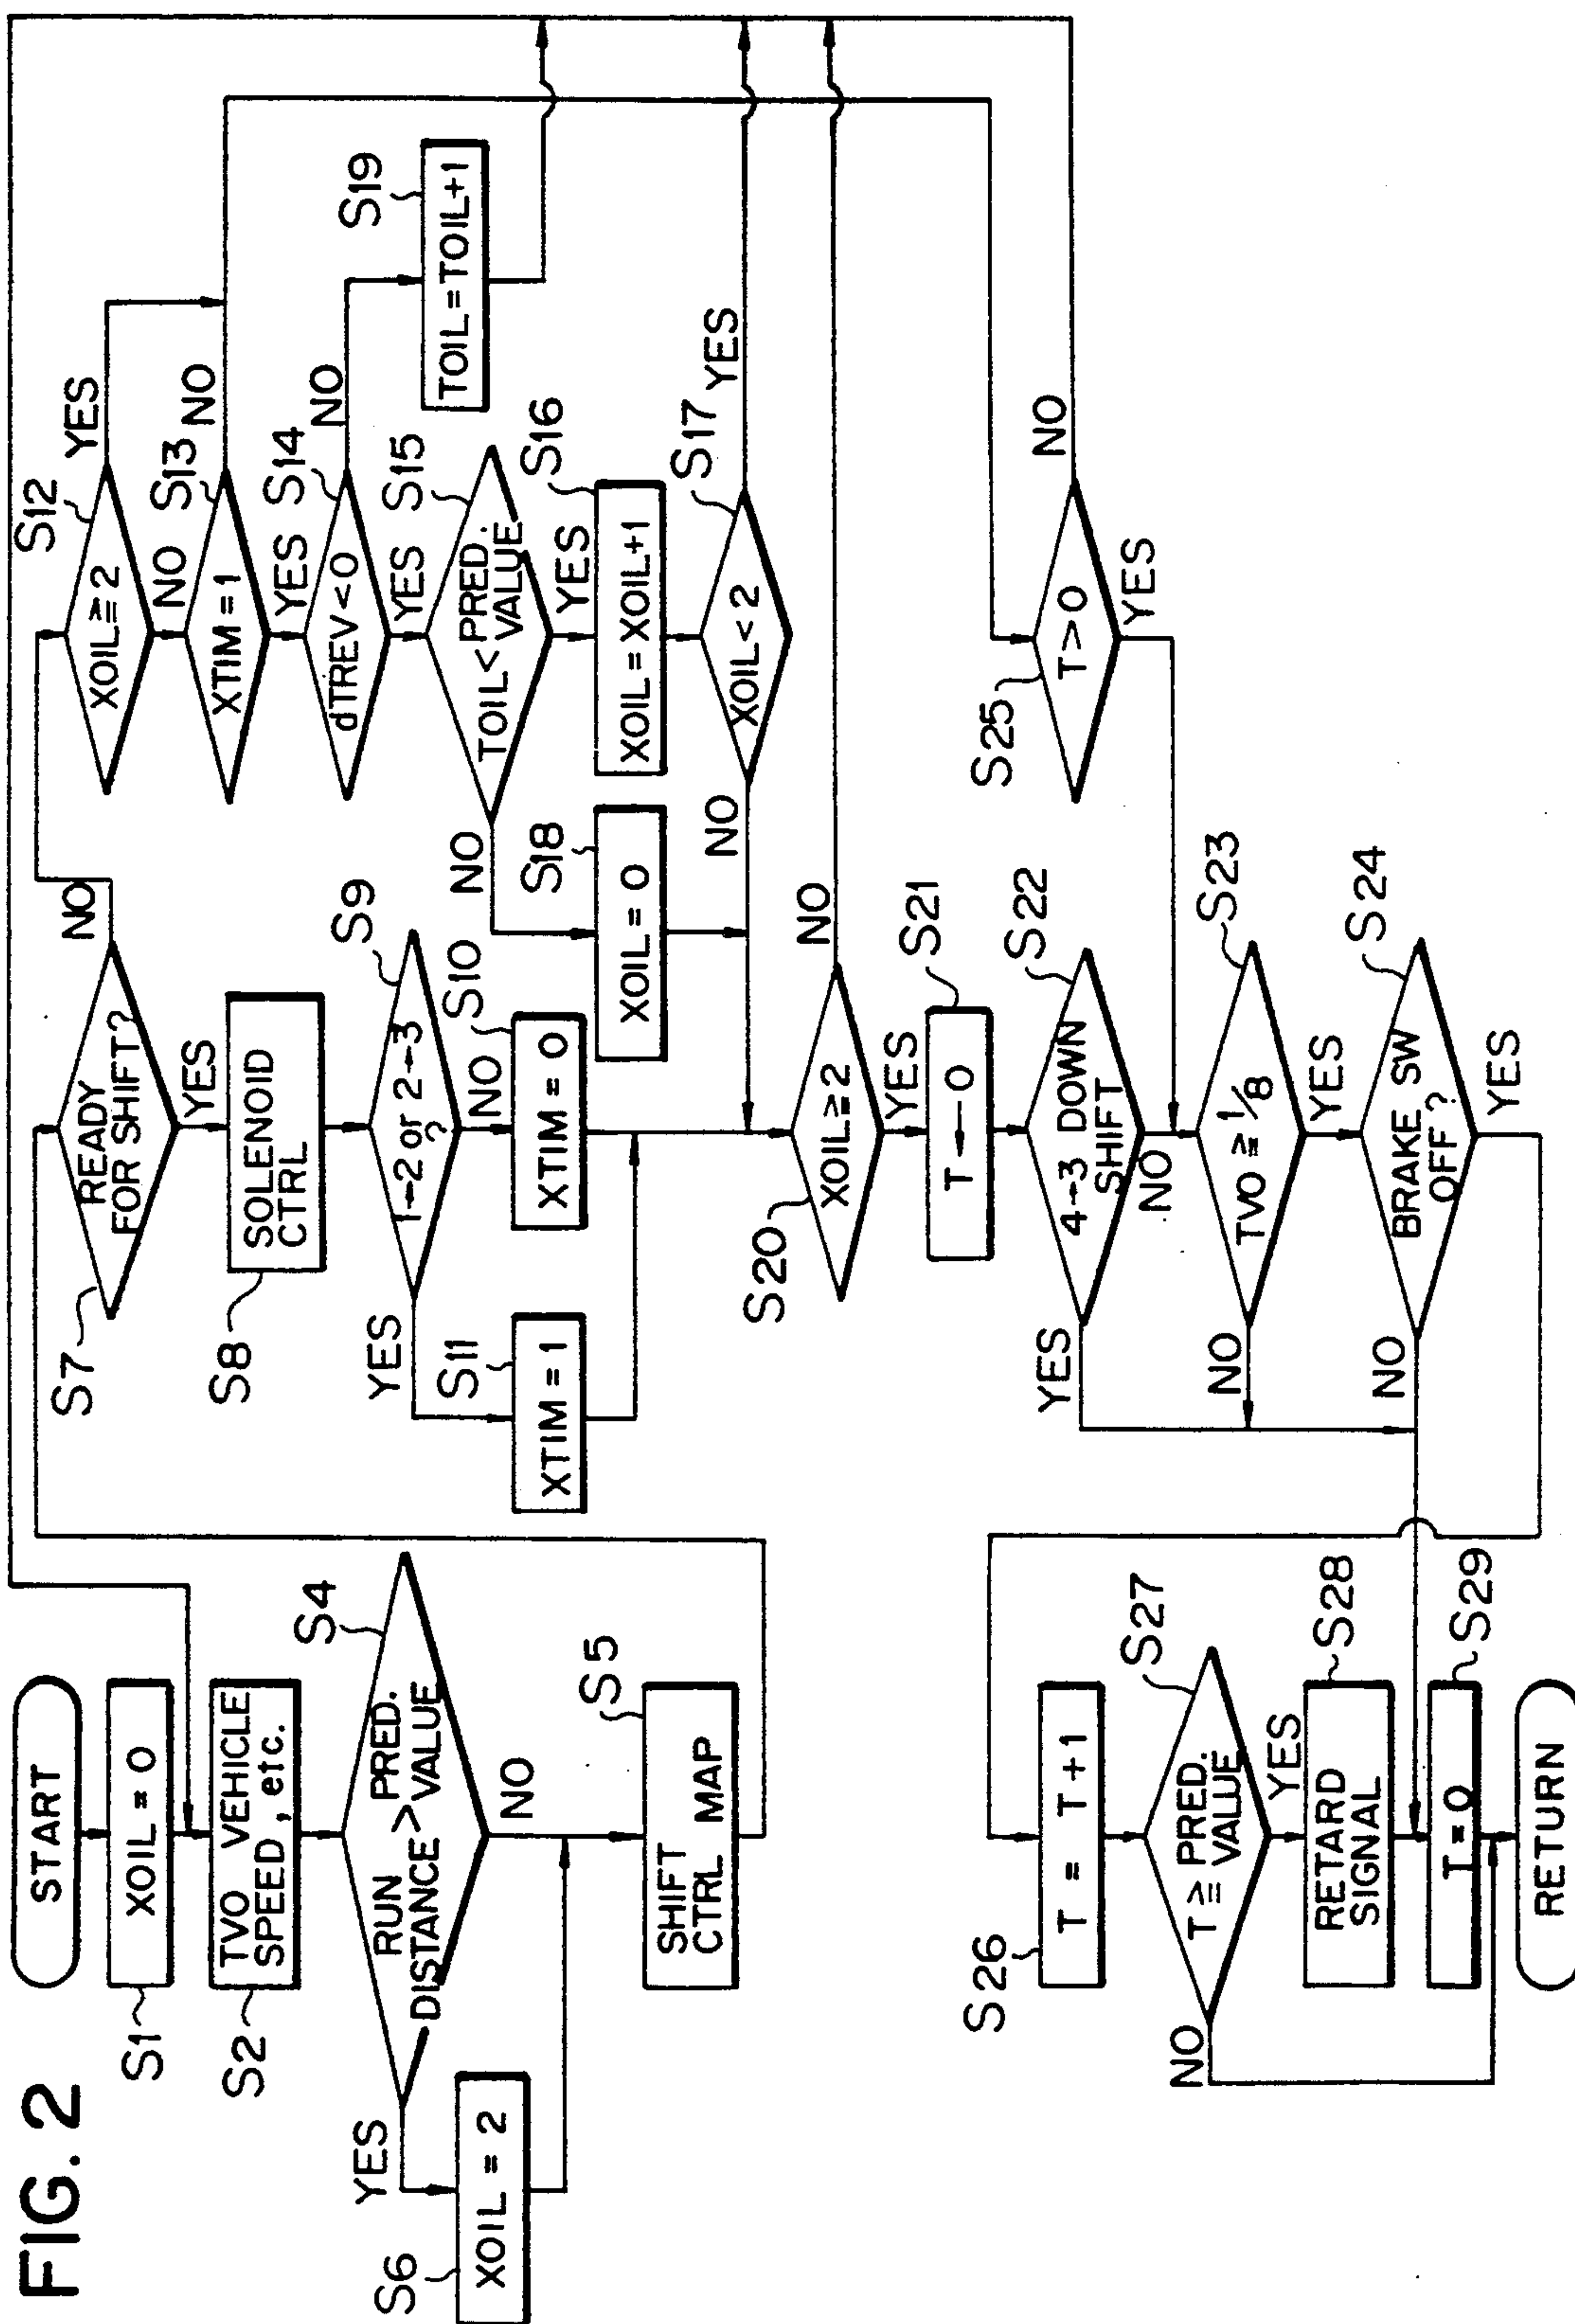 FIG. 2
START
S1
XOIL = 0
S2
TVO VEHICLE
SPEED, etc.
S4
RUN
DISTANCE > PRED.
VALUE
YES
NO
S6
XOIL = 2
S5
SHIFT
CTRL MAP
S7
READY
FOR SHIFT?
NO
YES
S8
SOLENOID
CTRL
S9
1→2 or 2→3
?
YES
NO
S10
XTIM = 0
S11
XTIM = 1
S12
XOIL ≧ 2
YES
NO
S13
XTIM = 1
NO
YES
S14
dTREV < 0
NO
YES
S15
TOIL < PRED.
VALUE
NO
YES
S16
XOIL = XOIL+1
S17
XOIL < 2
YES
NO
S18
XOIL = 0
S19
TOIL = TOIL+1
S20
XOIL ≧ 2
NO
YES
S21
T ← 0
S22
4→3 DOWN
SHIFT
YES
NO
S23
TVO ≧ 1/8
NO
YES
S24
BRAKE SW
OFF ?
NO
YES
S25
T > 0
NO
YES
S26
T = T +1
S27
T ≧ PRED.
VALUE
NO
YES
S28
RETARD
SIGNAL
S29
T = 0
RETURN